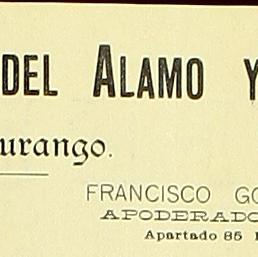 DEL ALAMO Y
urango.
FRANCISCO GO
APODERADO
Apartado 85